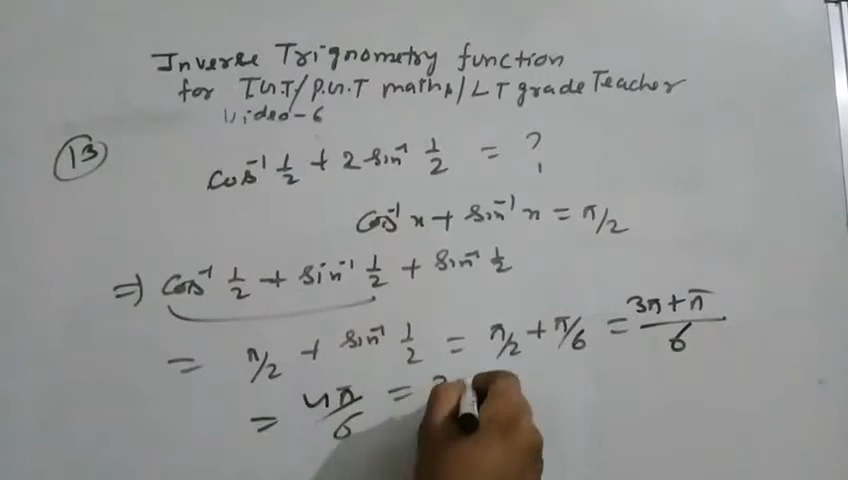 Inverse Trignometry function
for T.G.T/P.G.T maths/LT grade Teacher
Video-6
13
cos⁻¹ 1/2 + 2 sin⁻¹ 1/2 = ?
cos⁻¹ x + sin⁻¹ x = π/2
⇒) cos⁻¹ 1/2 + sin⁻¹ 1/2 + sin⁻¹ 1/2
= π/2 + sin⁻¹ 1/2 = π/2 + π/6 = 3π+π/6
= 4π/6 =